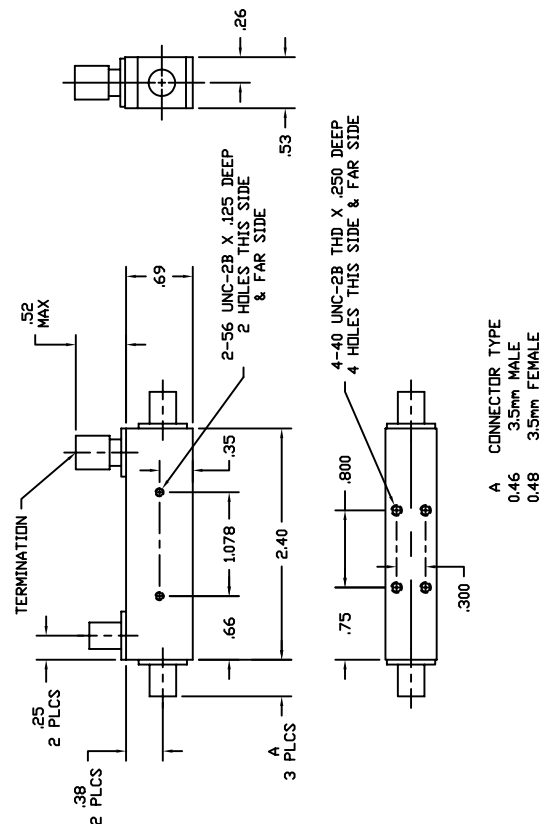 .26
.53
.52
MAX
.69
2-56 UNC-2B X .125 DEEP
2 HOLES THIS SIDE
& FAR SIDE
TERMINATION
.35
1.078
.66
2.40
.25
2 PLCS
.38
2 PLCS
A
3 PLCS
4-40 UNC-2B THD X .250 DEEP
4 HOLES THIS SIDE & FAR SIDE
.800
.75
.300
A CONNECTOR TYPE
0.46 3.5mm MALE
0.48 3.5mm FEMALE